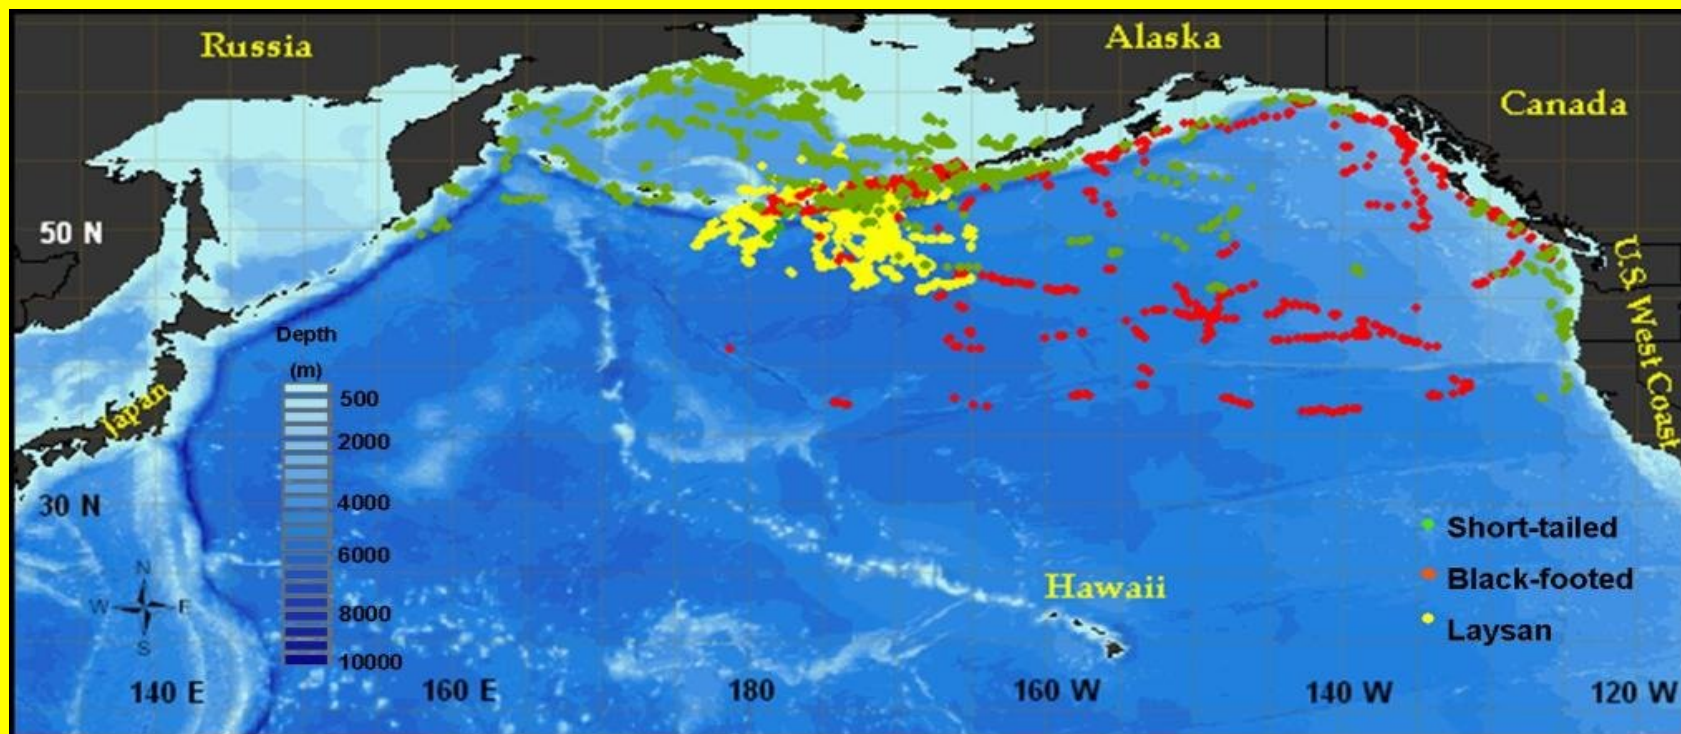 Russia
Alaska
Canada
50 N
U.S. West Coast
Depth
(m)
500
2000
4000
6000
8000
10000
Japan
30 N
N
W E
S
Hawaii
Short-tailed
Black-footed
Laysan
140 E
160 E
180
160 W
140 W
120 W